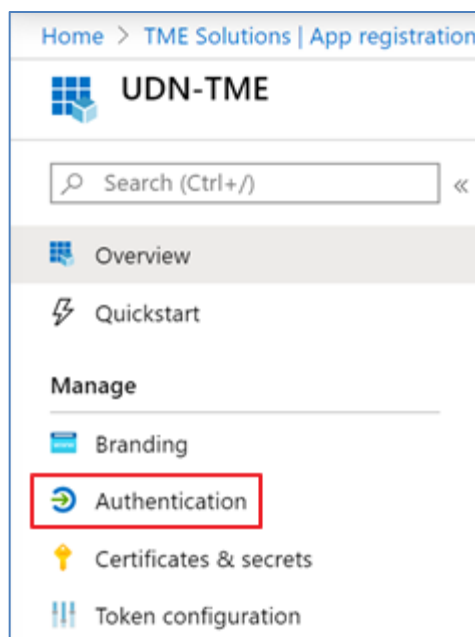 Home > TME Solutions | App registration
UDN-TME
Search (Ctrl+/)
«
Overview
Quickstart
Manage
Branding
Authentication
Certificates & secrets
Token configuration